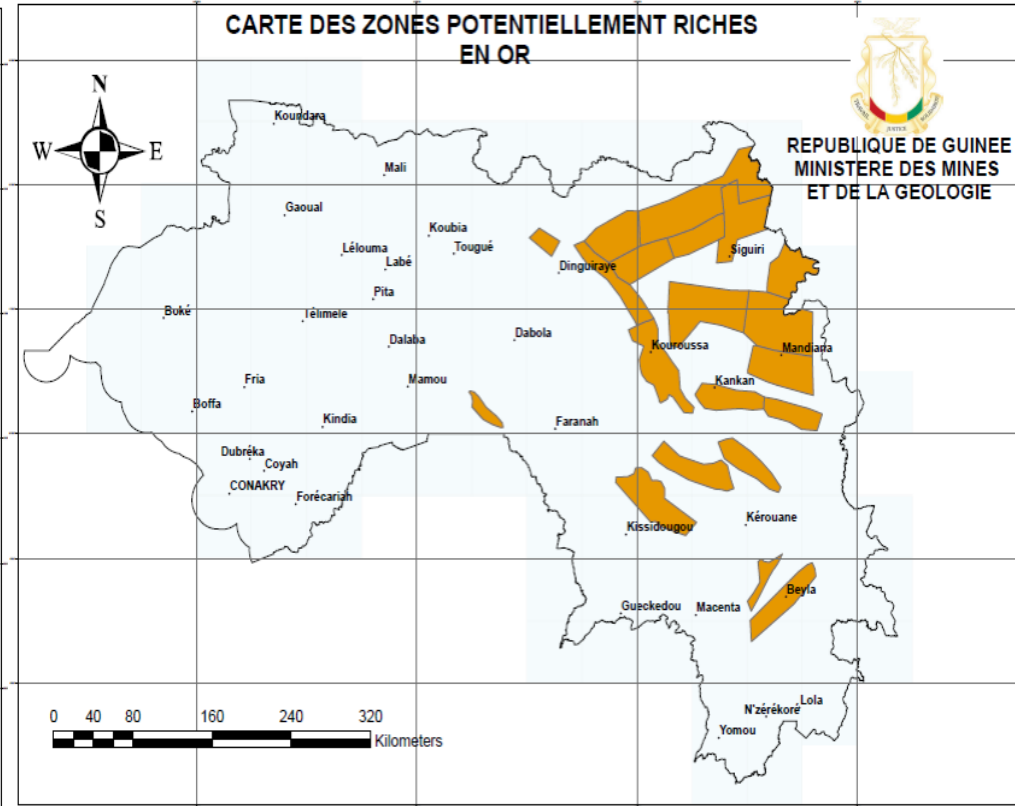 CARTE DES ZONES POTENTIELLEMENT RICHES
EN OR
JUSTICE
REPUBLIQUE DE GUINEE
MINISTERE DES MINES
ET DE LA GEOLOGIE
N
W
E
S
Koundara
Mali
Gaoual
Koubia
Lélouma
Tougué
Labé
Siguiri
Dinguiraye
Pita
Boké
Télimele
Dabola
Dalaba
Kouroussa
Mandiana
Fria
Mamou
Kankan
Boffa
Kindia
Faranah
Dubréka
Coyah
CONAKRY
Forécariah
Kérouane
Kissidougou
Beyla
Gueckedou
Macenta
Lola
N'zérékoré
Yomou
0 40 80 160 240 320
Kilometers